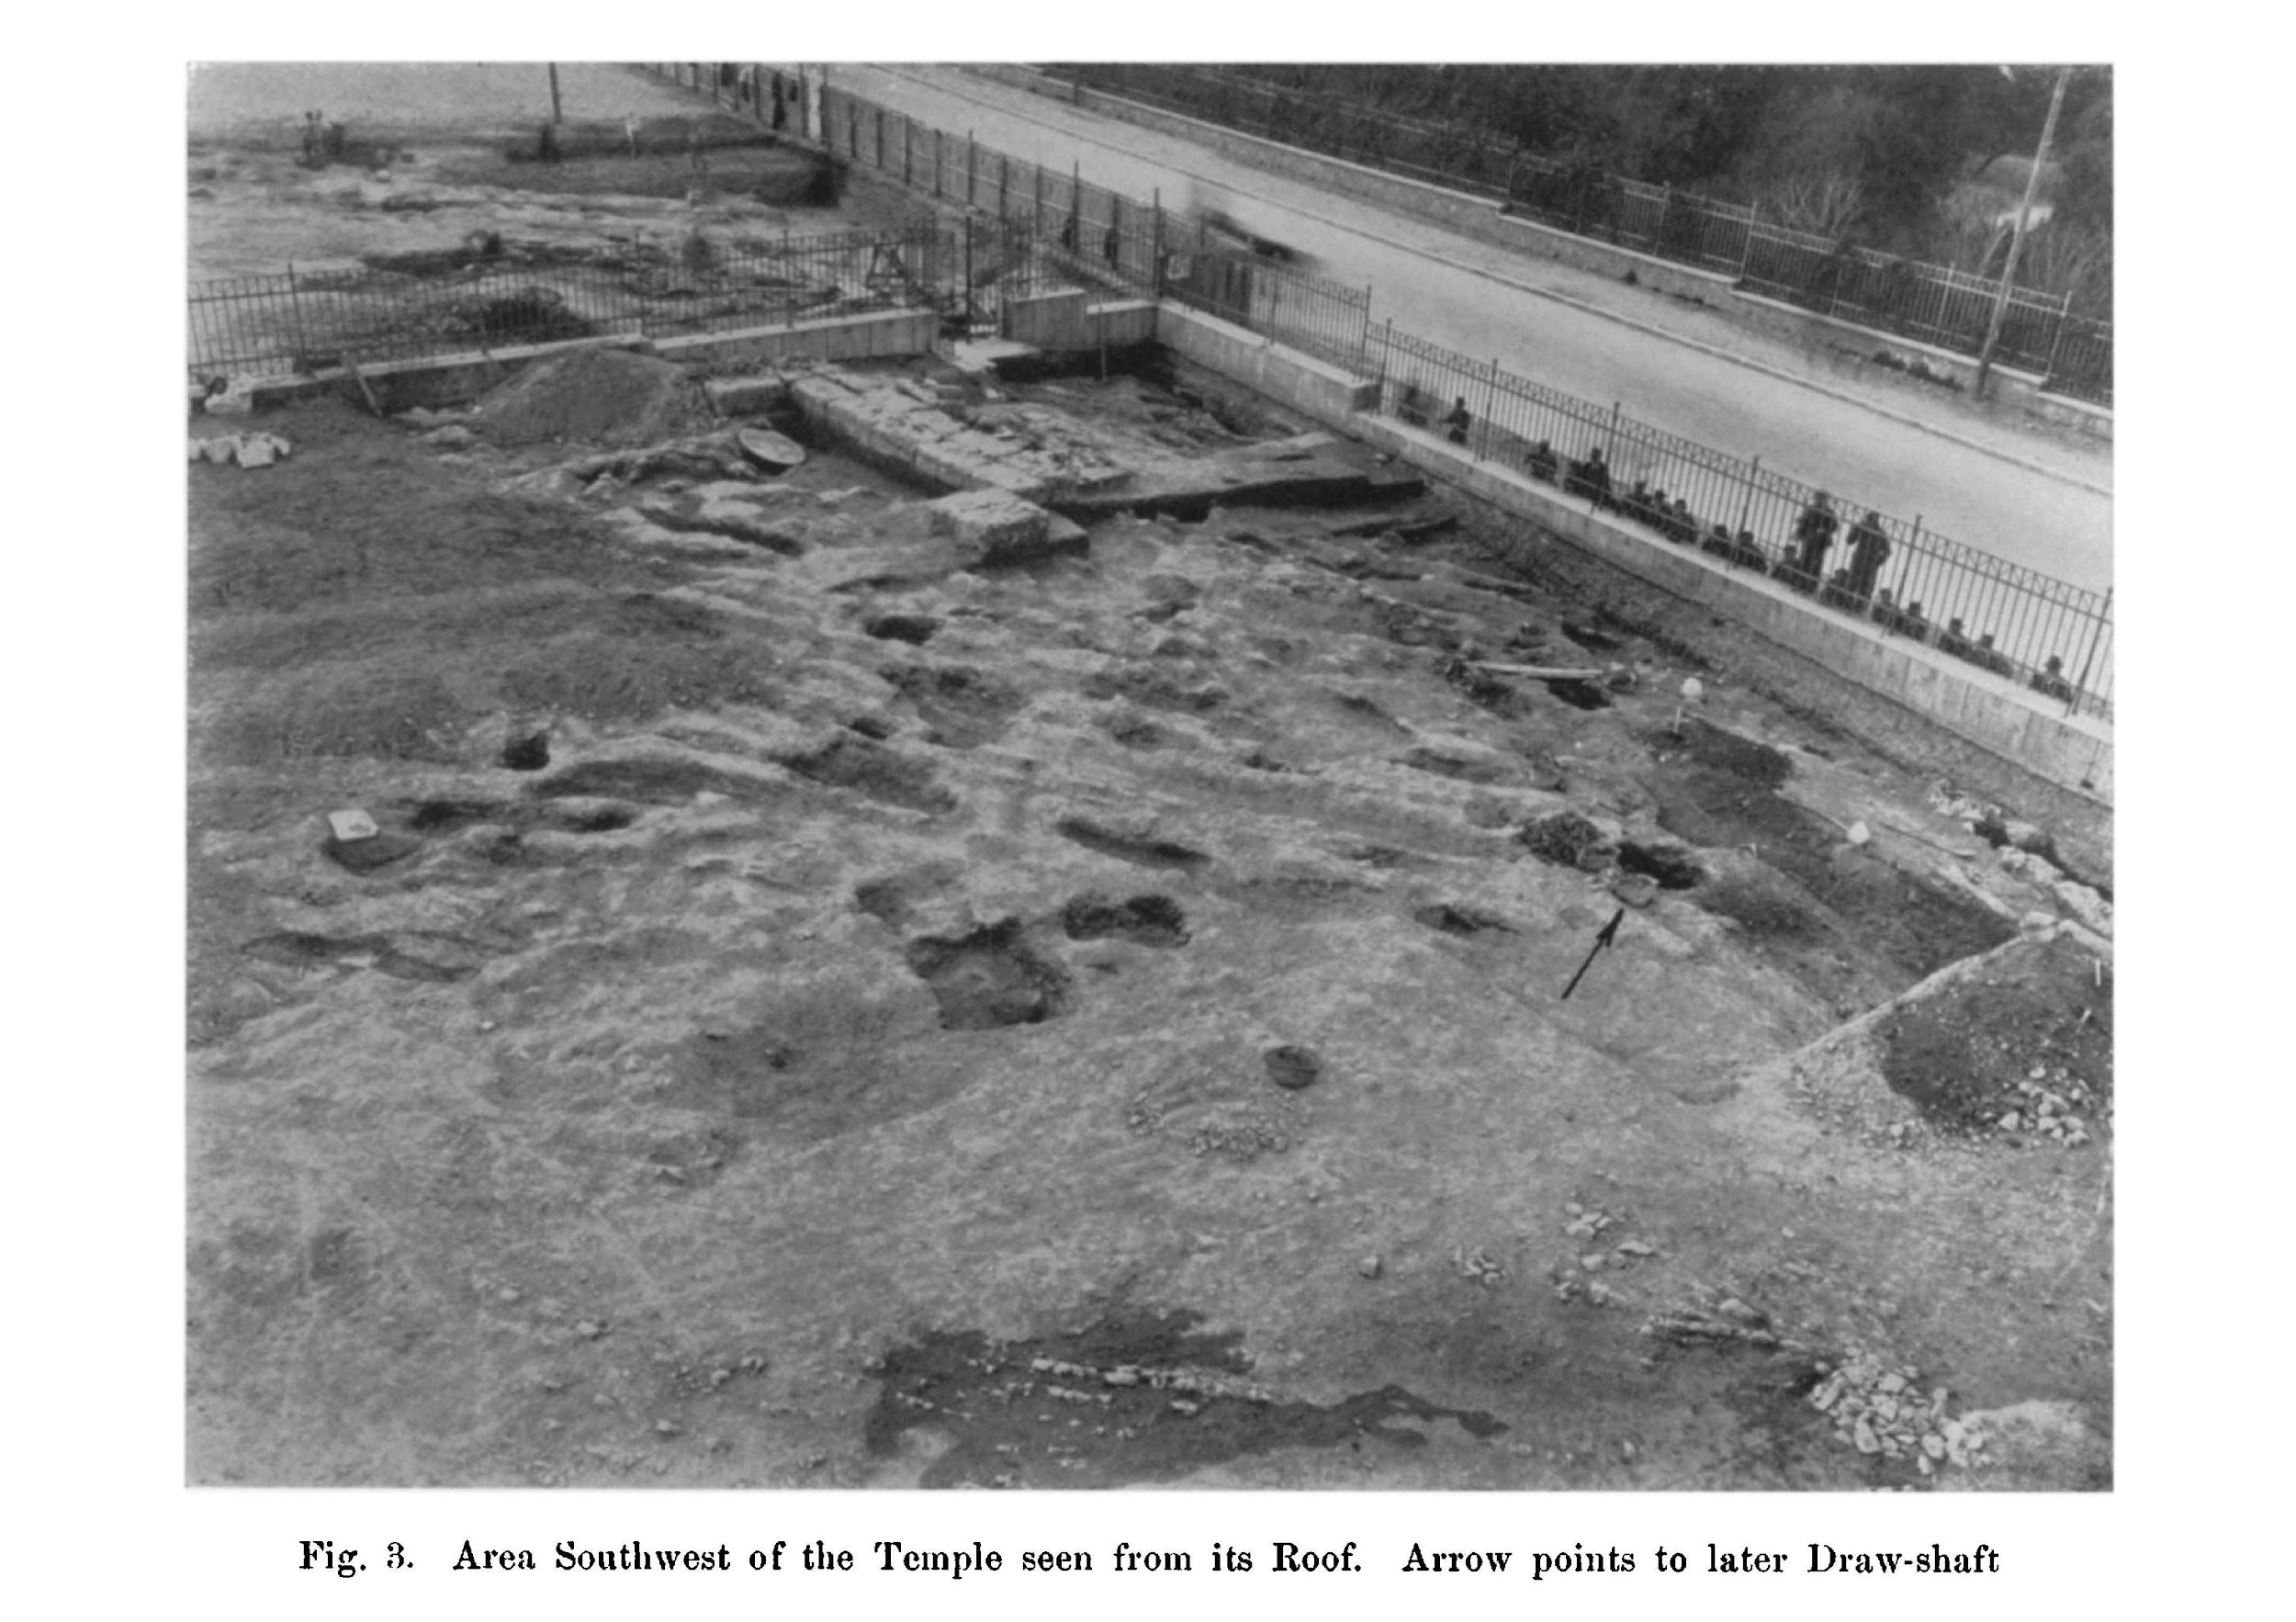 Fig. 3. Area Southwest of the Temple seen from its Roof. Arrow points to later Draw-shaft